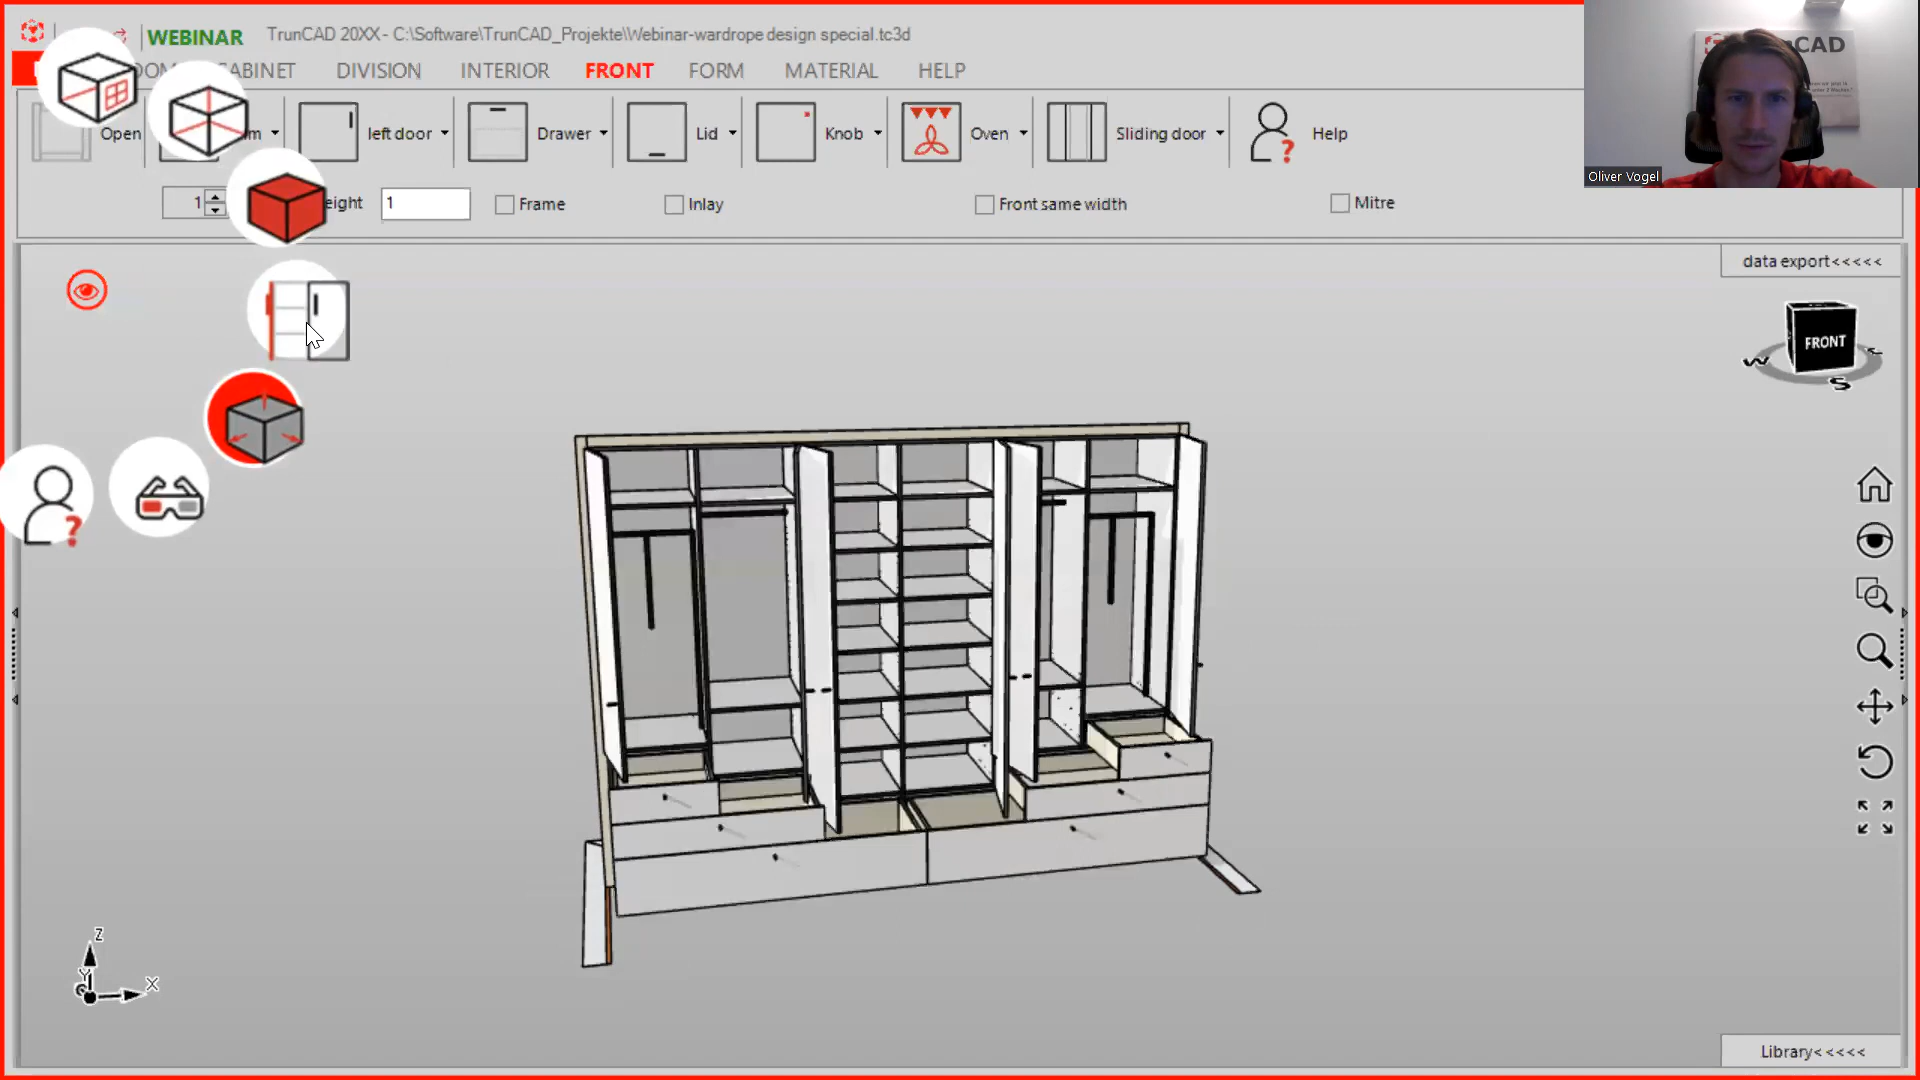 WEBINAR TrunCAD 20XX - C:\Software\TrunCAD_Projekte\\Webinar-wardrope design special.tc3d
CAD
DIVISION INTERIOR FRONT FORM MATERIAL HELP
Open left door Drawer Lid Knob Oven Sliding door Help
1 eight 1 Frame Inlay Front same width Mitre
Oliver Vogel
data export<<<<<
FRONT
W
S
Z
Y
X
Library<<<<<